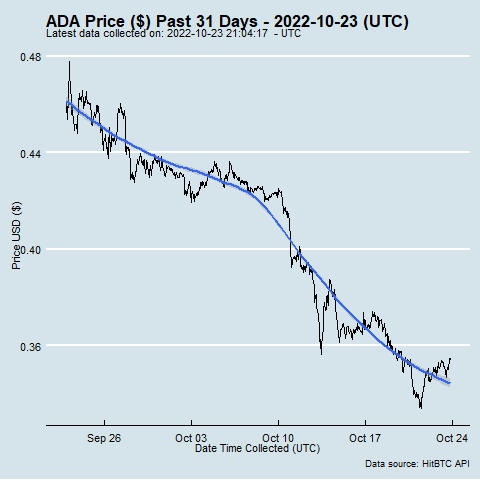 ADA Price ($) Past 31 Days - 2022-10-23 (UTC)
Latest data collected on: 2022-10-23 21:04:17 - UTC
0.48
0.44
0.40
0.36
Price USD ($)
Sep 26
Oct 03
Oct 10
Oct 17
Oct 24
Date Time Collected (UTC)
Data source: HitBTC API